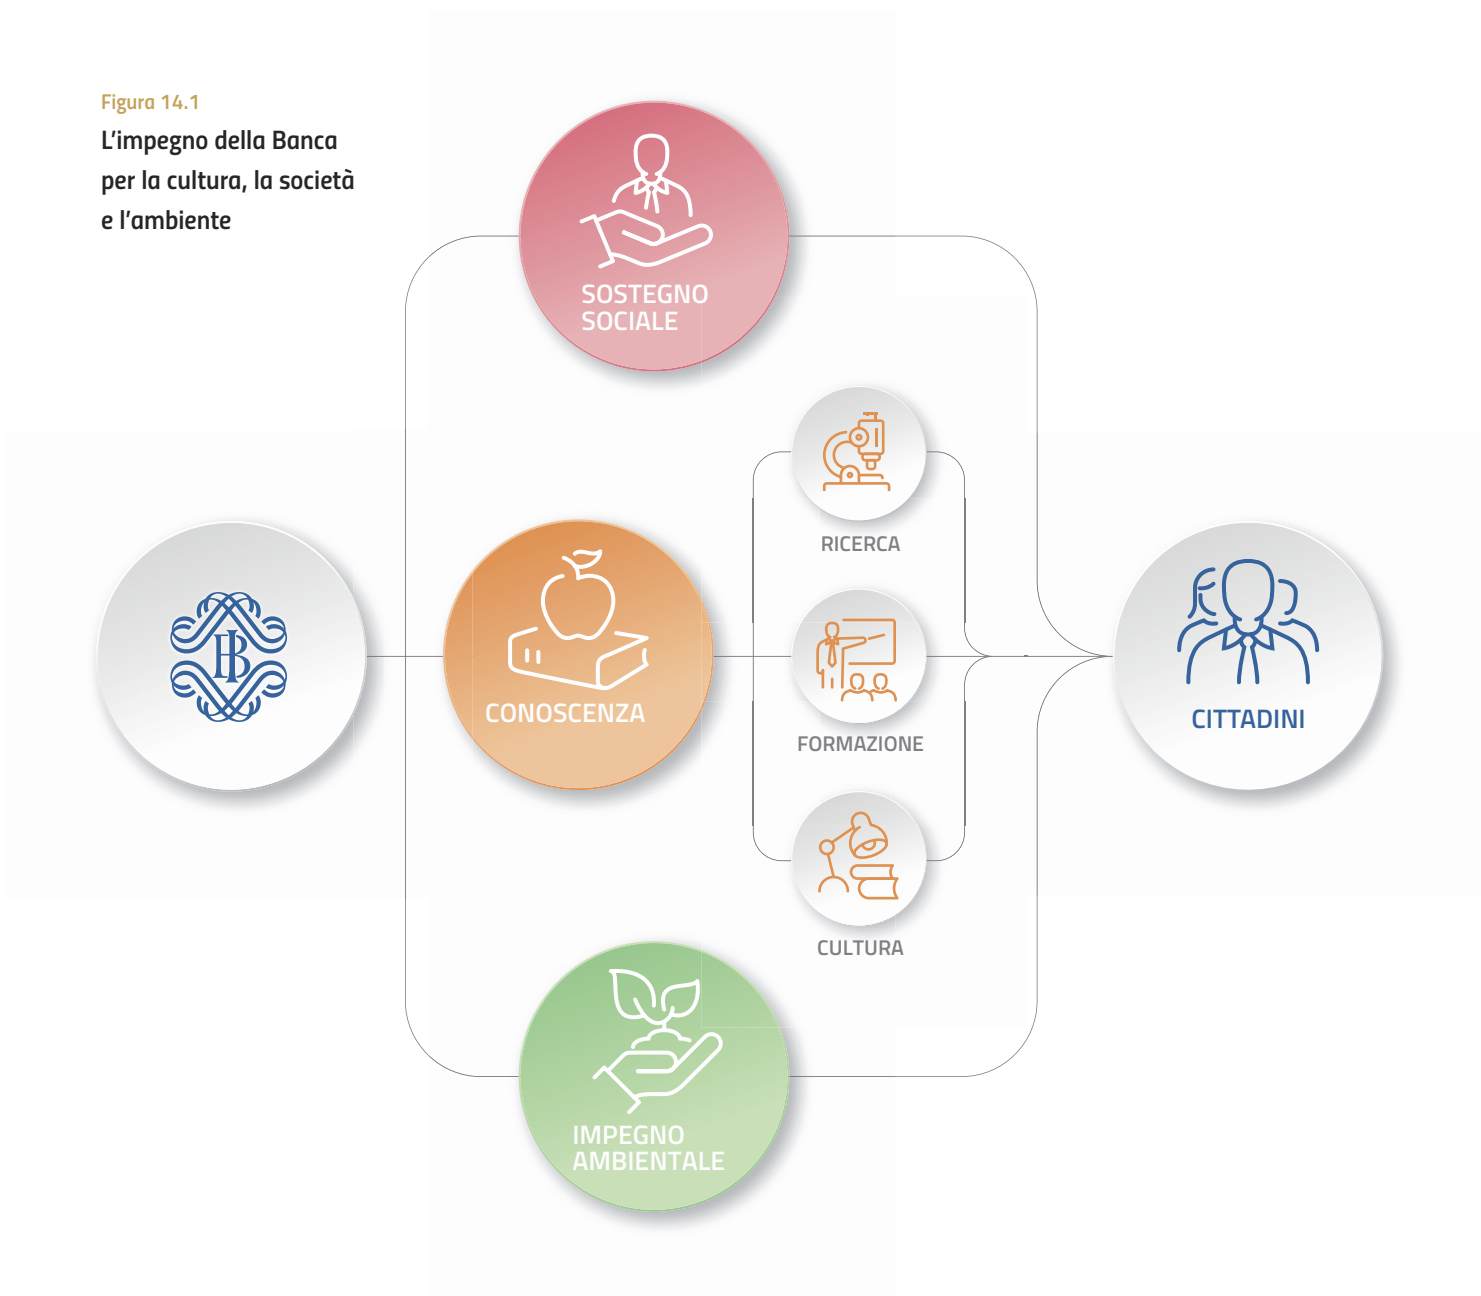 Figura 14.1
L'impegno della Banca
per la cultura, la società
e l'ambiente
SOSTEGNO
SOCIALE
RICERCA
CONOSCENZA
FORMAZIONE
CITTADINI
CULTURA
IMPEGNO
AMBIENTALE